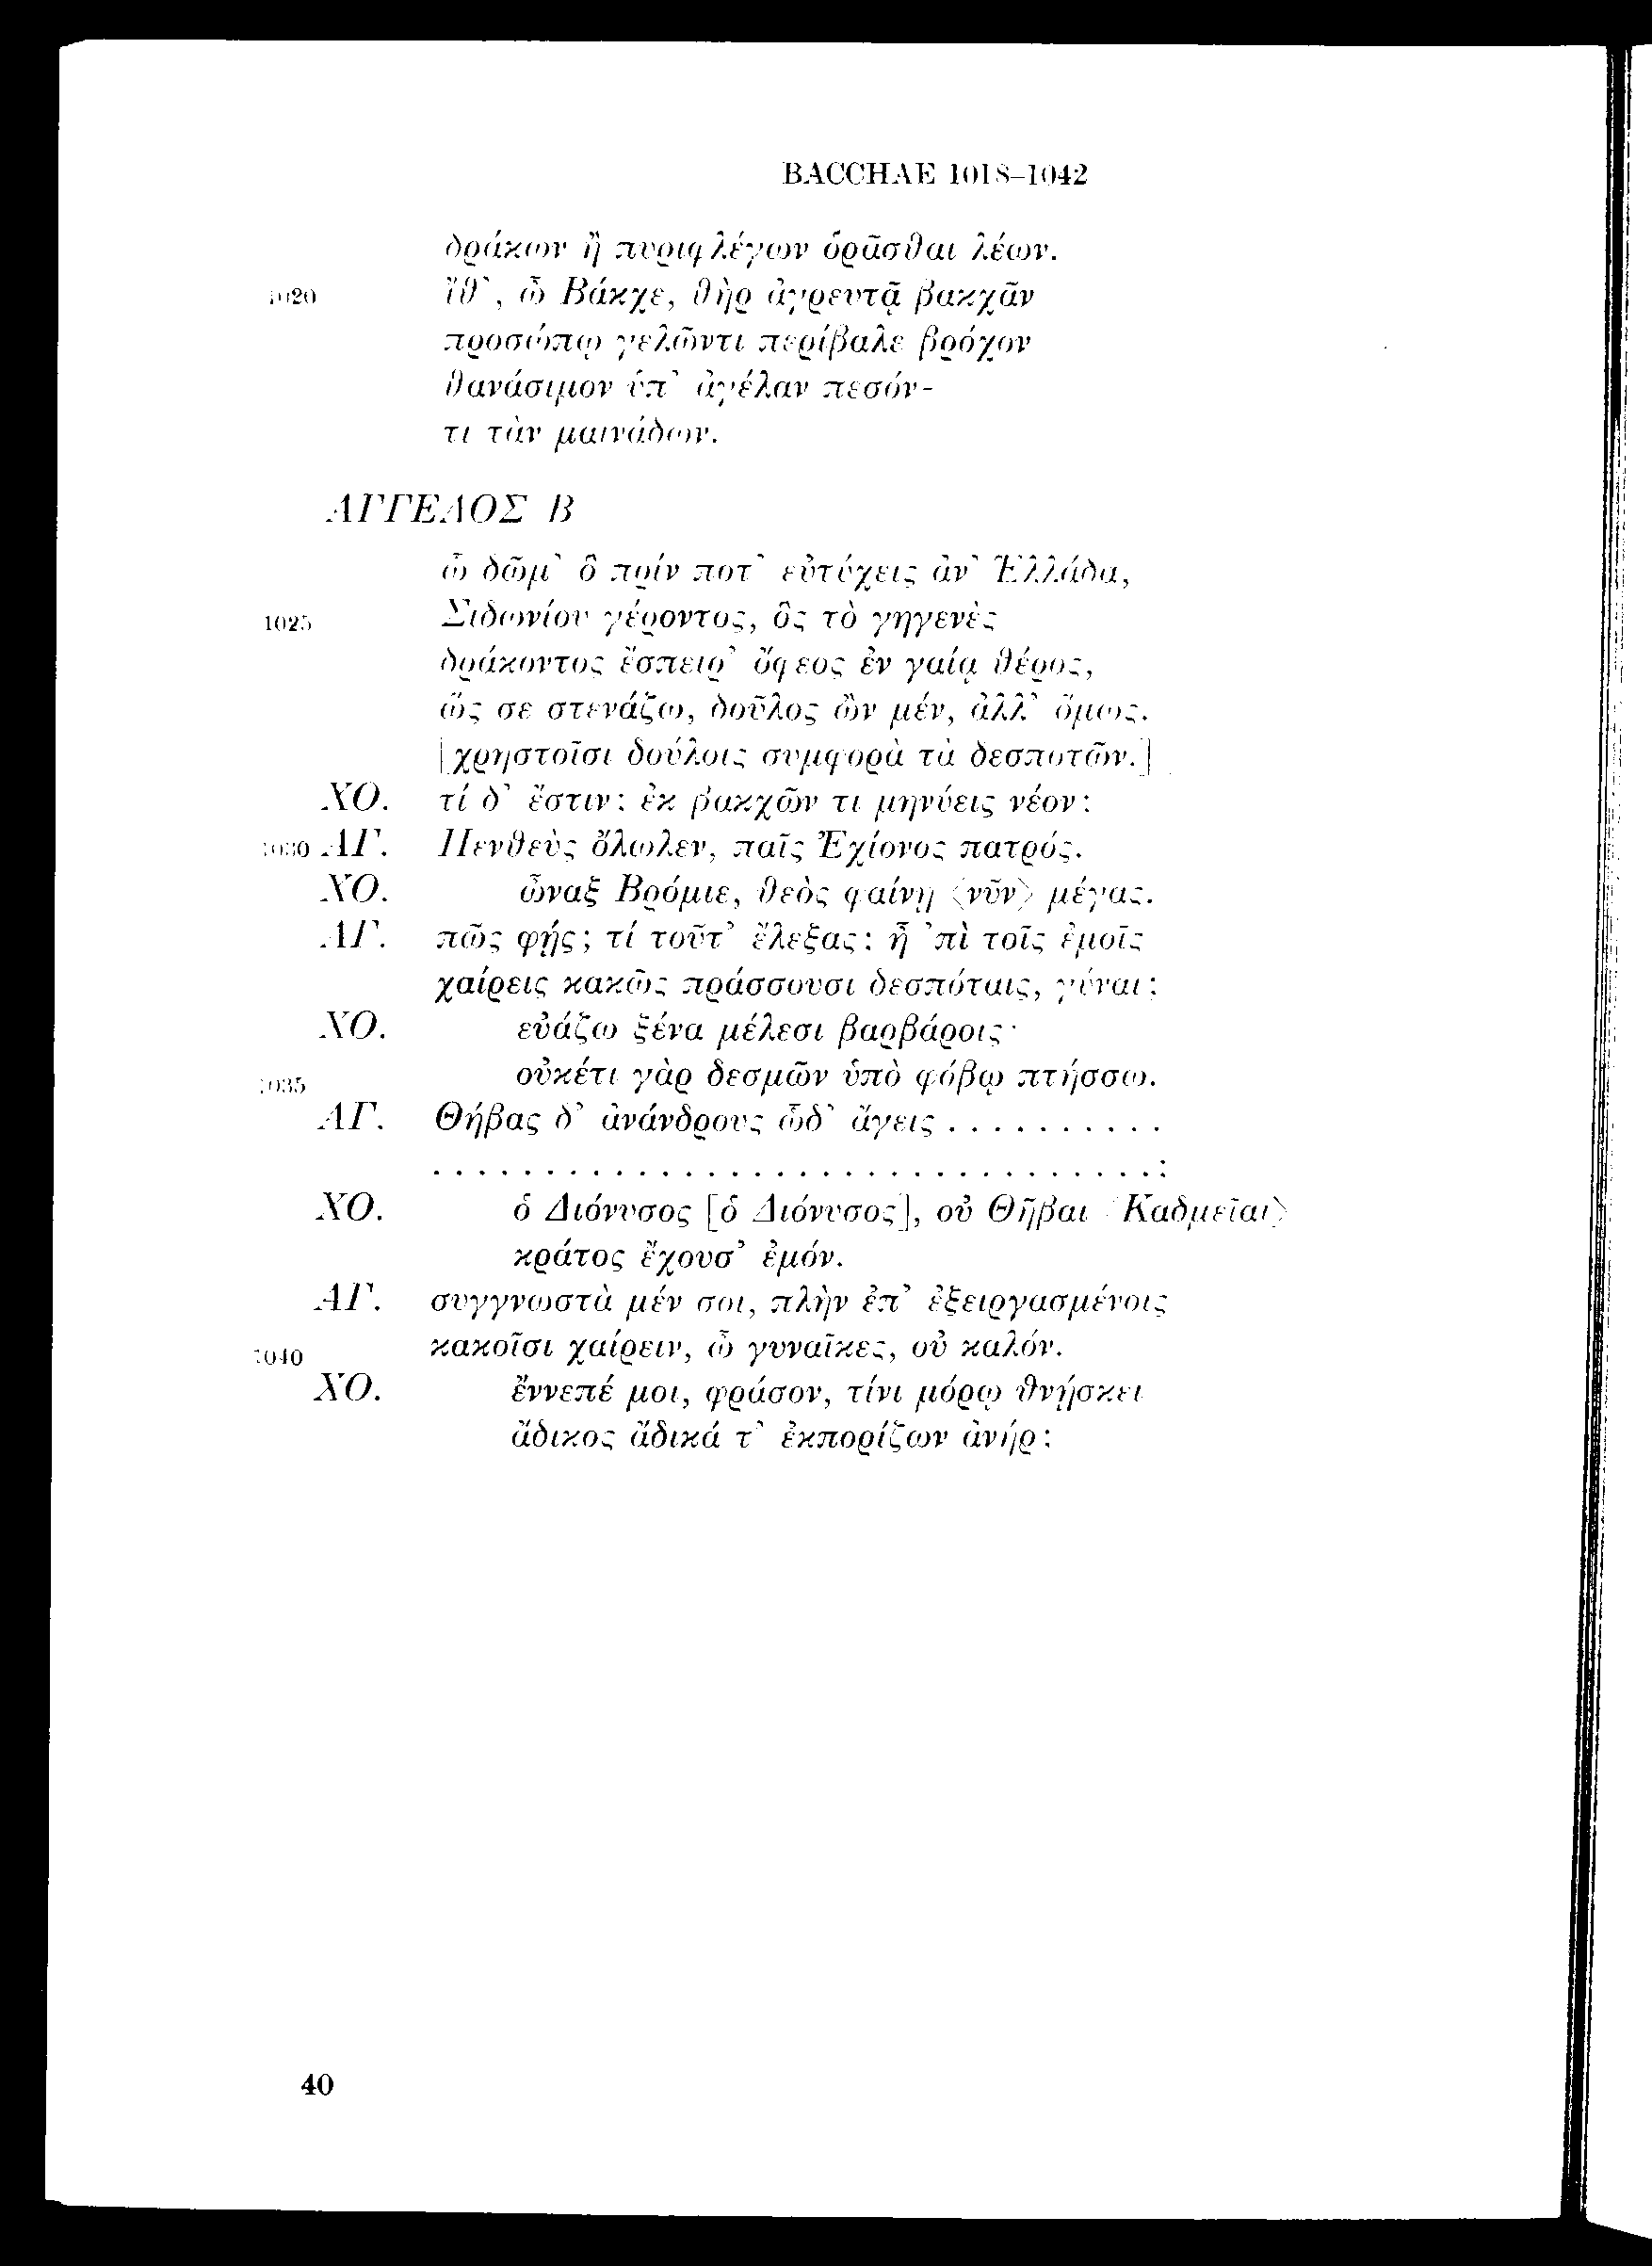 BACCHAE 1018–1042
δράκων ἢ πυριφλέγων ὁρᾶσθαι λέων.
1020 ἴθ᾽, ὦ Βάκχε, θὴρ ἀγρευτᾷ βακχᾶν
προσώπῳ γελῶντι περίβαλε βρόχον
θανάσιμον ὑπ᾽ ἀγέλαν πεσόν-
τι τὰν μαινάδων.
ΑΓΓΕΛΟΣ Β
ὦ δῶμ᾽ ὃ πρίν ποτ᾽ εὐτύχεις ἀν᾽ Ἑλλάδα,
1025 Σιδωνίου γέροντος, ὃς τὸ γηγενὲς
δράκοντος ἔσπειρ᾽ ὄφεος ἐν γαίᾳ θέρος,
ὥς σε στενάζω, δοῦλος ὢν μέν, ἀλλ᾽ ὅμως.
[χρηστοῖσι δούλοις συμφορὰ τὰ δεσποτῶν.]
ΧΟ. τί δ᾽ ἔστιν; ἐκ βακχῶν τι μηνύεις νέον;
1030 ΑΓ. Πενθεὺς ὄλωλεν, παῖς Ἐχίονος πατρός.
ΧΟ. ὦναξ Βρόμιε, θεὸς φαίνῃ ⟨νῦν⟩ μέγας.
ΑΓ. πῶς φῄς; τί τοῦτ᾽ ἔλεξας; ἦ ᾽πὶ τοῖς ἐμοῖς
χαίρεις κακῶς πράσσουσι δεσπόταις, γύναι;
ΧΟ. εὐάζω ξένα μέλεσι βαρβάροις·
1035 οὐκέτι γὰρ δεσμῶν ὑπὸ φόβῳ πτήσσω.
ΑΓ. Θήβας δ᾽ ἀνάνδρους ὧδ᾽ ἄγεις . . . . . . . . . .
. . . . . . . . . . . . . . . . . . . . . . . . . . . . . . . . ;
ΧΟ. ὁ Διόνυσος [ὁ Διόνυσος], οὐ Θῆβαι ⟨Καδμεῖαι⟩
κράτος ἔχουσ᾽ ἐμόν.
ΑΓ. συγγνωστὰ μέν σοι, πλὴν ἐπ᾽ ἐξειργασμένοις
1040 κακοῖσι χαίρειν, ὦ γυναῖκες, οὐ καλόν.
ΧΟ. ἔννεπέ μοι, φράσον, τίνι μόρῳ θνῄσκει
ἄδικος ἄδικά τ᾽ ἐκπορίζων ἀνήρ;
40